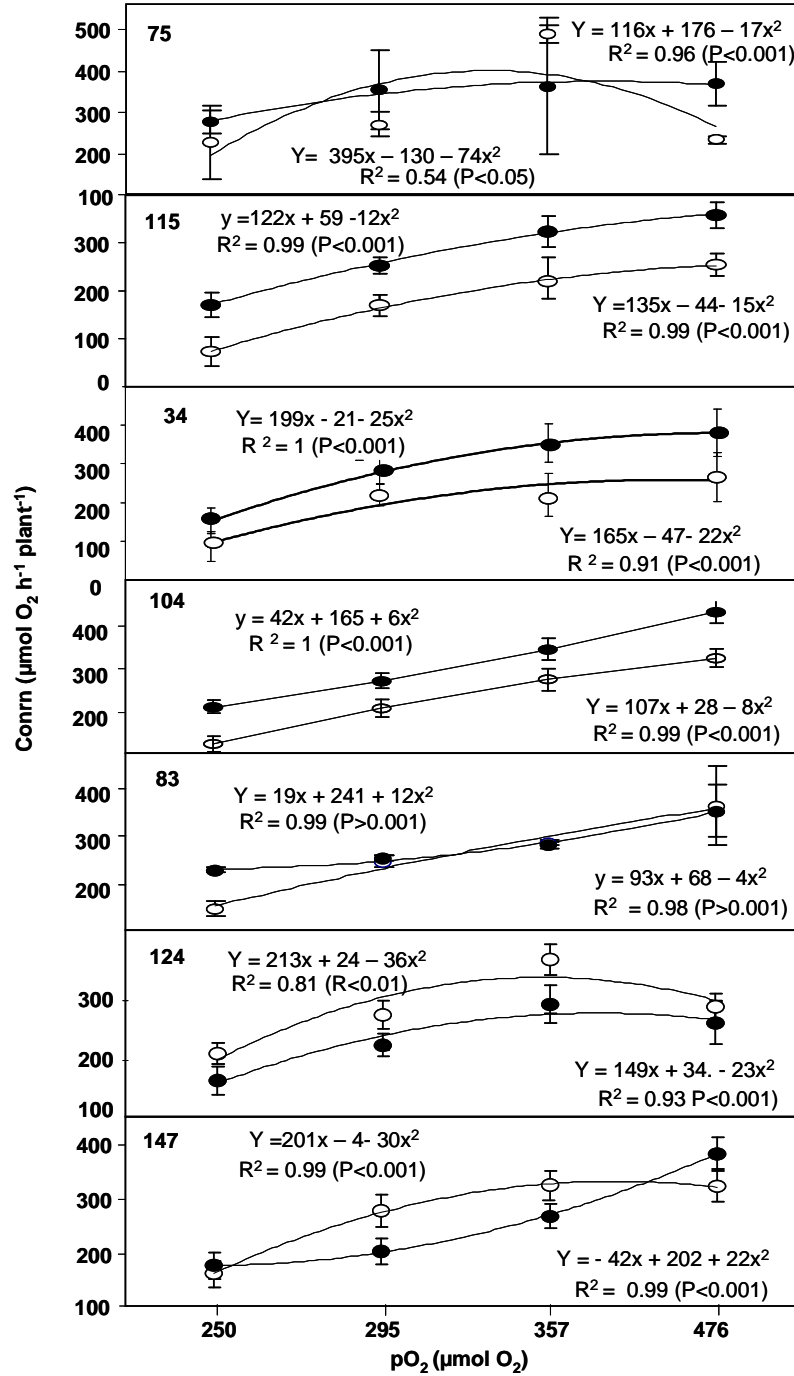 Conrn (µmol O₂ h⁻¹ plant⁻¹)
75
500
400
300
200
100
Y = 116x + 176 – 17x²
R² = 0.96 (P<0.001)
Y= 395x – 130 – 74x²
R² = 0.54 (P<0.05)
115
300
200
100
0
y =122x + 59 -12x²
R² = 0.99 (P<0.001)
Y =135x – 44- 15x²
R² = 0.99 (P<0.001)
34
400
300
200
100
0
Y= 199x - 21- 25x²
R ² = 1 (P<0.001)
Y= 165x – 47- 22x²
R ² = 0.91 (P<0.001)
104
400
300
200
y = 42x + 165 + 6x²
R ² = 1 (P<0.001)
Y = 107x + 28 – 8x²
R² = 0.99 (P<0.001)
83
400
300
200
Y = 19x + 241 + 12x²
R² = 0.99 (P>0.001)
y = 93x + 68 – 4x²
R² = 0.98 (P>0.001)
124
300
200
100
Y = 213x + 24 – 36x²
R² = 0.81 (R<0.01)
Y = 149x + 34. - 23x²
R² = 0.93 P<0.001)
147
400
300
200
100
Y =201x – 4- 30x²
R² = 0.99 (P<0.001)
Y = - 42x + 202 + 22x²
R² = 0.99 (P<0.001)
250 295 357 476
pO₂ (µmol O₂)